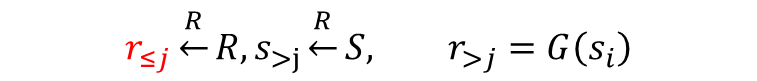 r≤j ←R R, s>j ←R S, r>j = G(si)